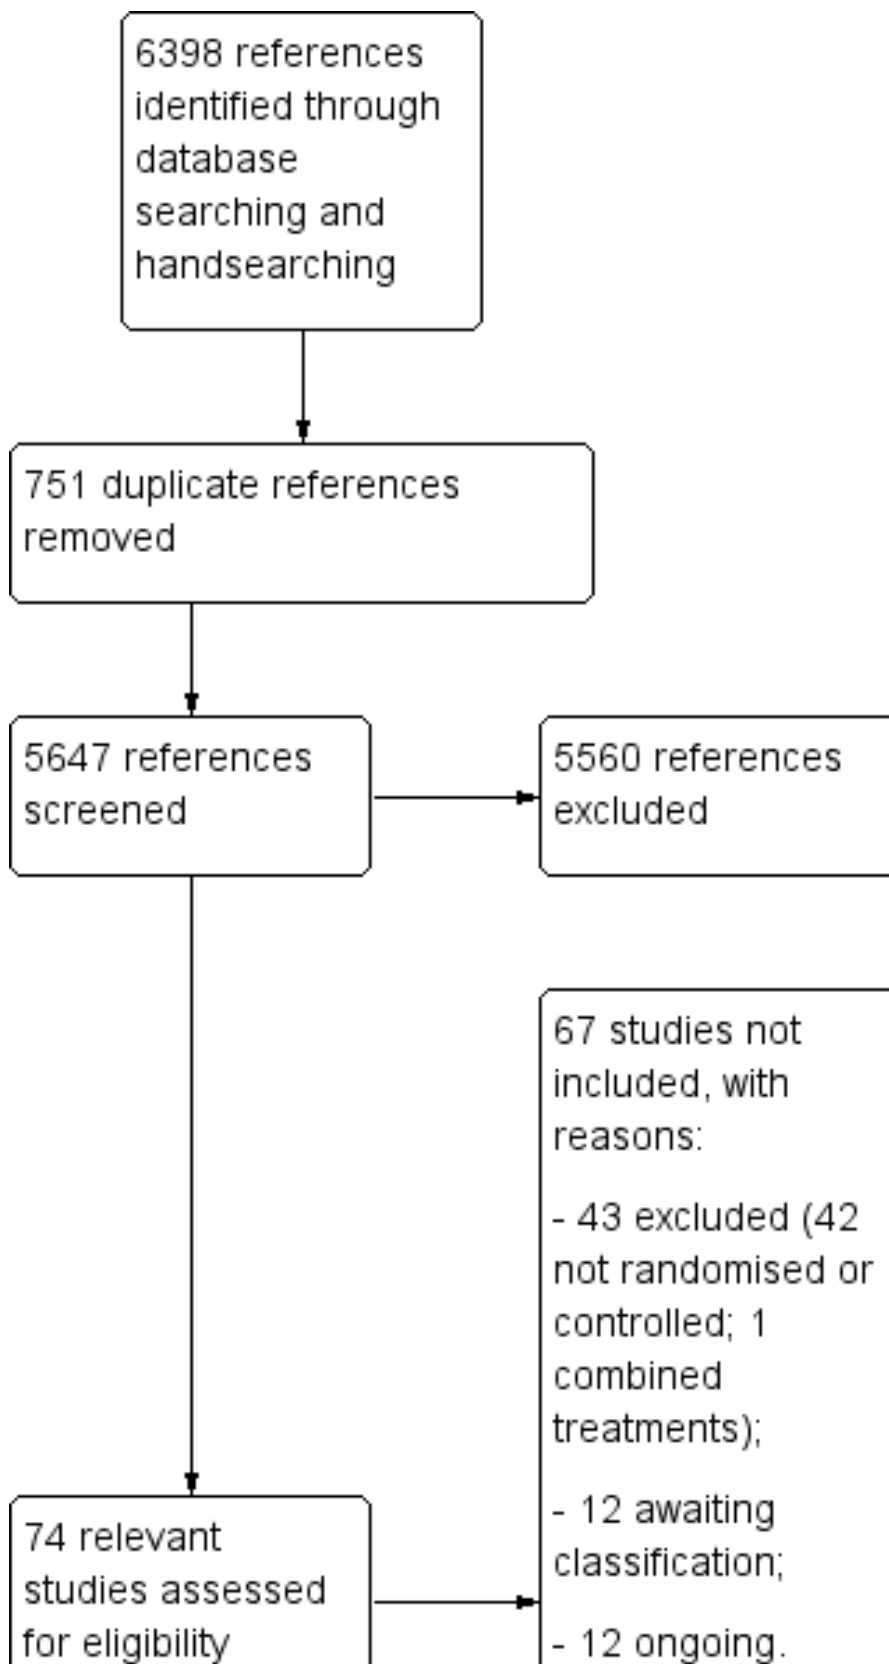 6398 references
identified through
database
searching and
handsearching
751 duplicate references
removed
5647 references
screened
5560 references
excluded
67 studies not
included, with
reasons:
- 43 excluded (42
not randomised or
controlled; 1
combined
treatments);
- 12 awaiting
classification;
- 12 ongoing.
74 relevant
studies assessed
for eligibility